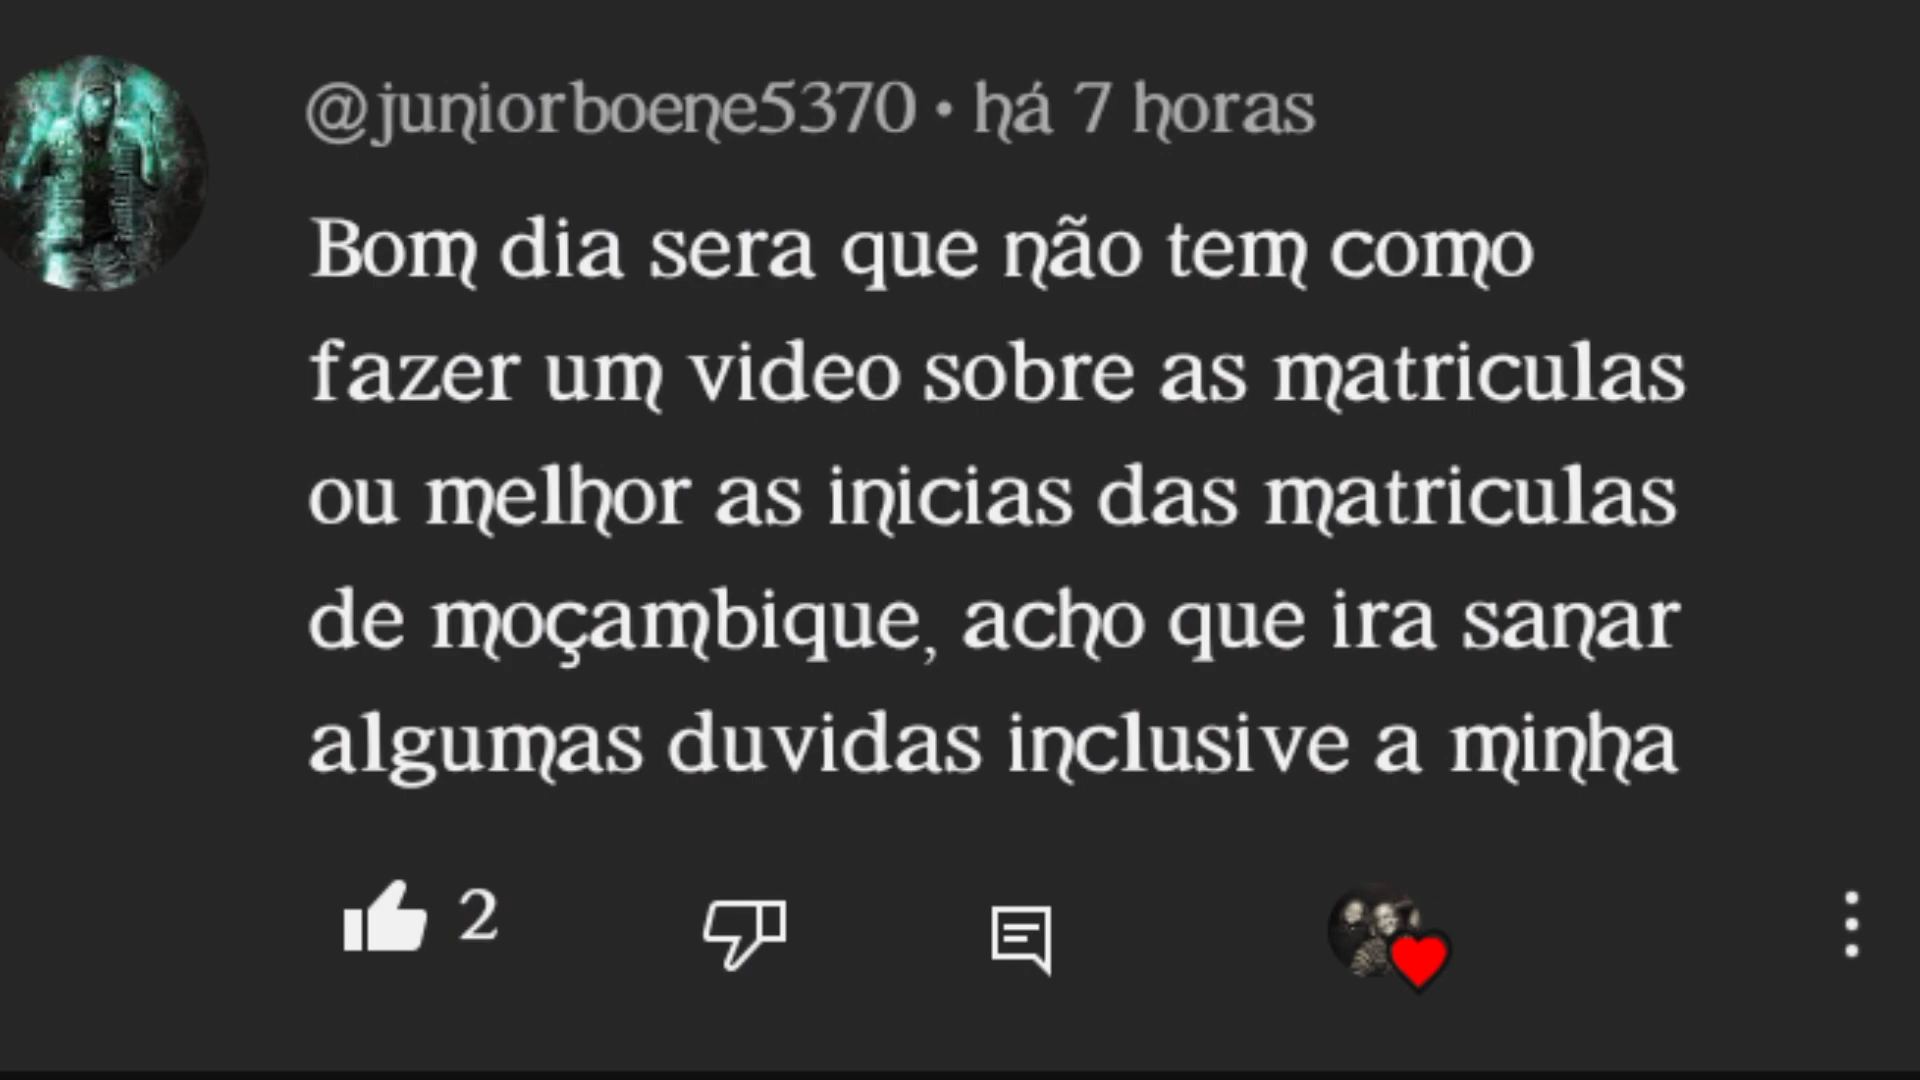 @juniorboene5370 • há 7 horas
Bom dia sera que não tem como
fazer um video sobre as matriculas
ou melhor as inicias das matriculas
de moçambique, acho que ira sanar
algumas duvidas inclusive a minha
2